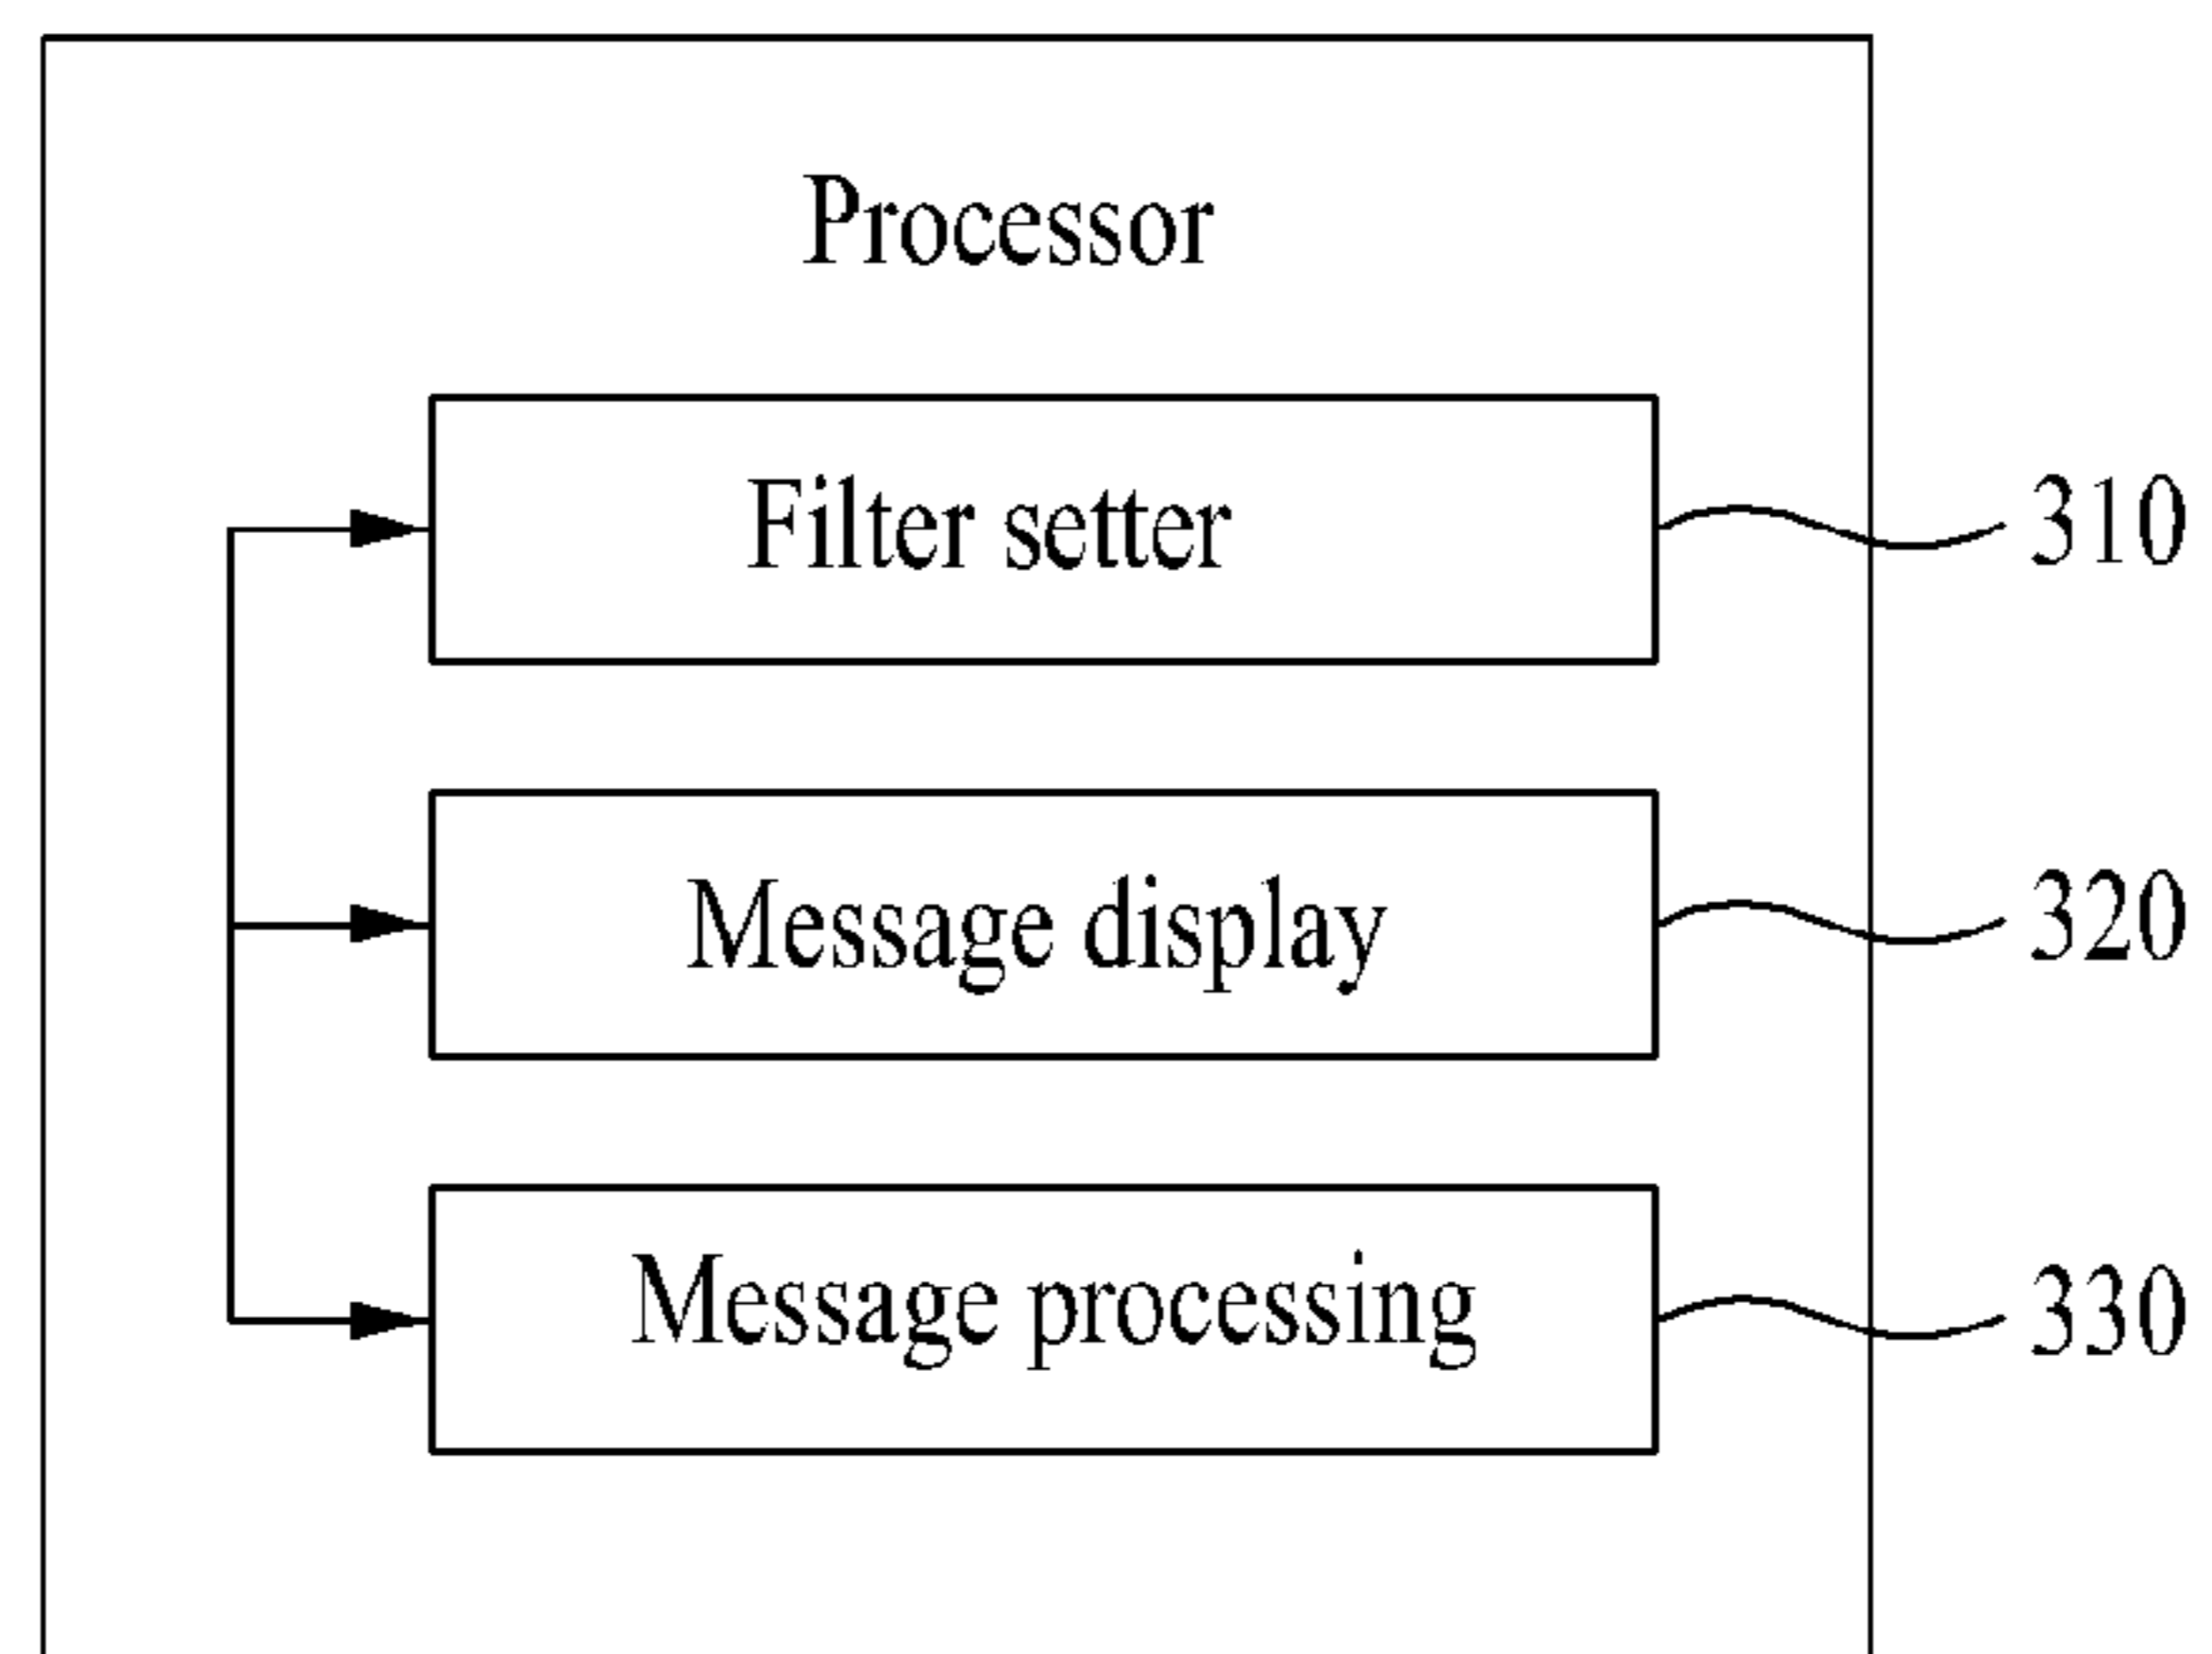 Processor
Filter setter
310
Message display
320
Message processing
330